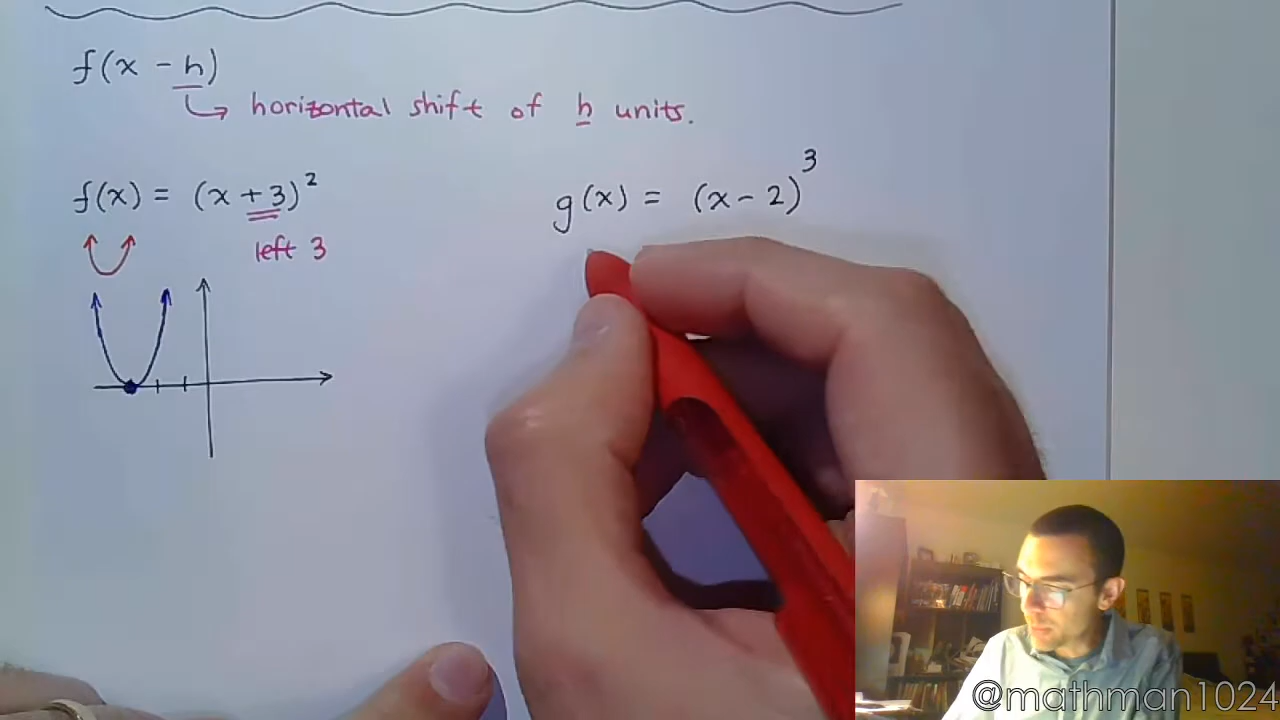 f(x - h)
horizontal shift of h units.
f(x) = (x + 3)²
left 3
g(x) = (x - 2)³
@mathman1024